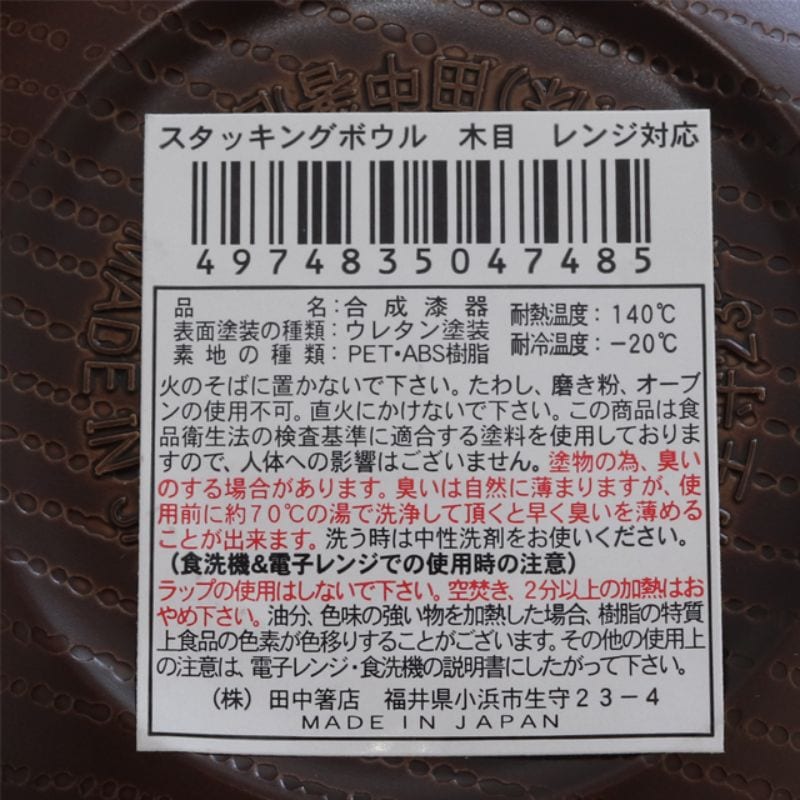 (株)田中箸店
スタッキングボウル 木目 レンジ対応
4974835047485
品名:合成漆器
表面塗装の種類:ウレタン塗装
素地の種類:PET・ABS樹脂
耐熱温度:140℃
耐冷温度:-20℃
火のそばに置かないで下さい。たわし、磨き粉、オーブ
ンの使用不可。直火にかけないで下さい。この商品は食
品衛生法の検査基準に適合する塗料を使用しておりま
すので、人体への影響はございません。塗物の為、臭い
のする場合があります。臭いは自然に薄まりますが、使
用前に約70℃の湯で洗浄して頂くと早く臭いを薄める
ことが出来ます。洗う時は中性洗剤をお使いください。
(食洗機&電子レンジでの使用時の注意)
ラップの使用はしないで下さい。空焚き、2分以上の加熱はお
やめ下さい。油分、色味の強い物を加熱した場合、樹脂の特質
上食品の色素が色移りすることがございます。その他の使用上
の注意は、電子レンジ・食洗機の説明書にしたがって下さい。
(株) 田中箸店 福井県小浜市生守23-4
MADE IN JAPAN
MADE IN